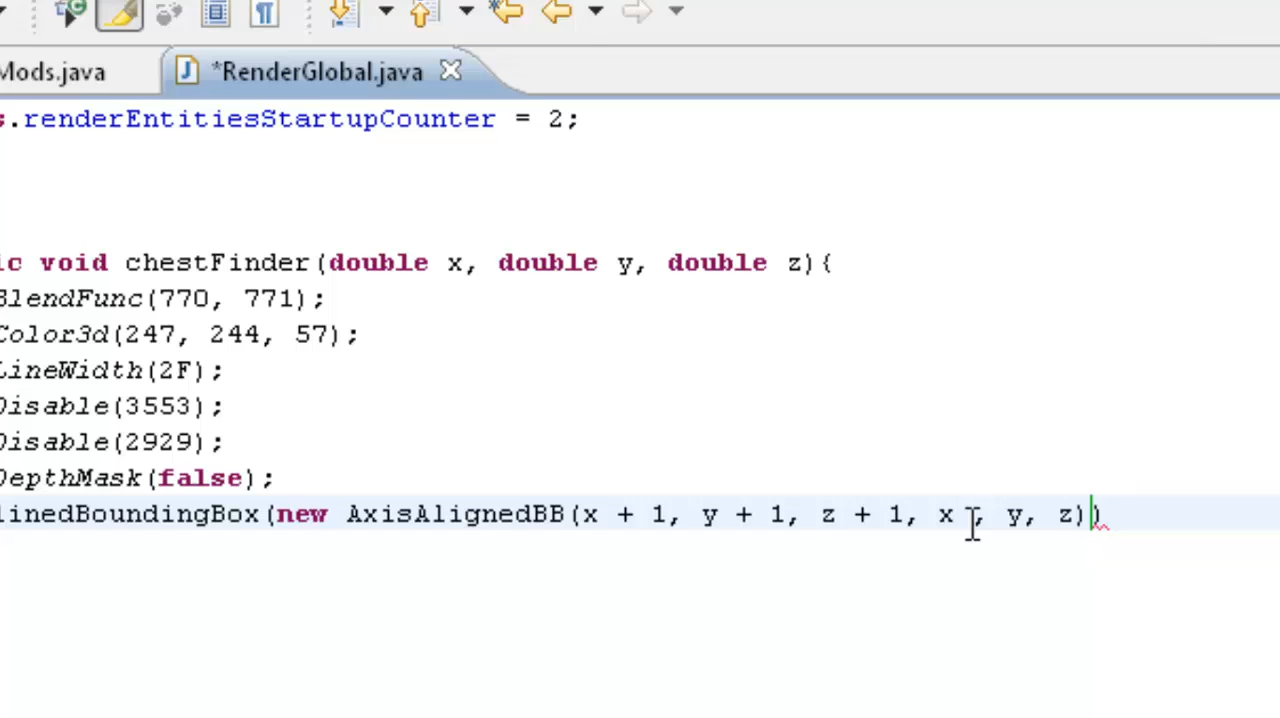 Mods.java
*RenderGlobal.java
s.renderEntitiesStartupCounter = 2;
ic void chestFinder(double x, double y, double z){
BlendFunc(770, 771);
Color3d(247, 244, 57);
LineWidth(2F);
Disable(3553);
Disable(2929);
DepthMask(false);
linedBoundingBox(new AxisAlignedBB(x + 1, y + 1, z + 1, x , y, z))